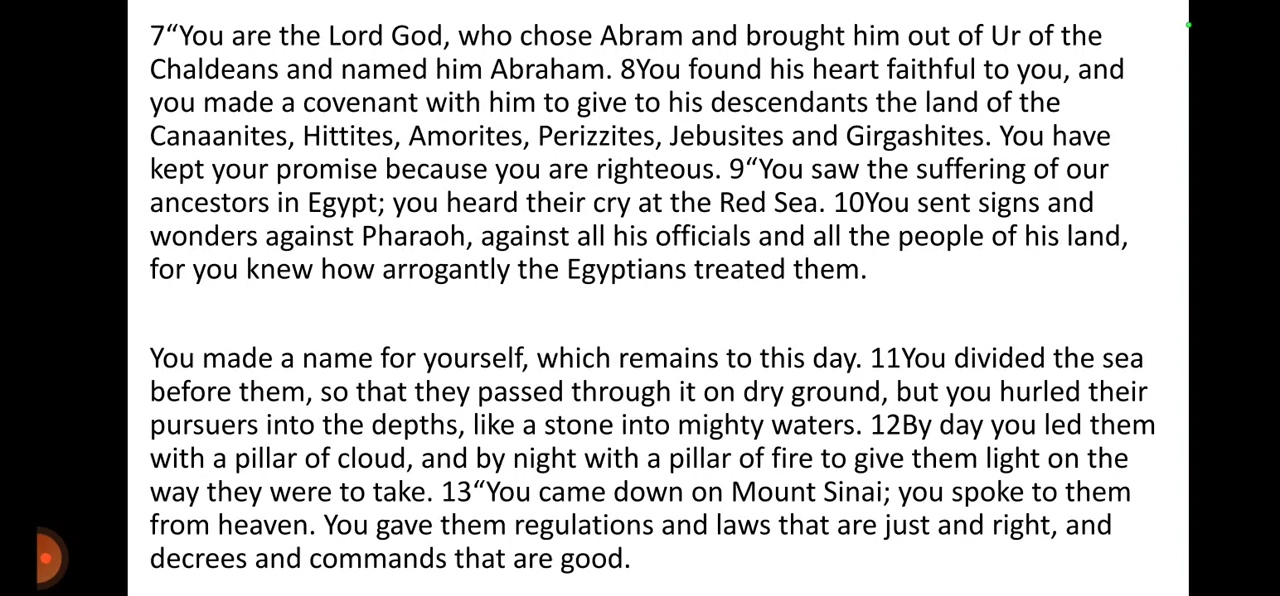 7“You are the Lord God, who chose Abram and brought him out of Ur of the
Chaldeans and named him Abraham. 8You found his heart faithful to you, and
you made a covenant with him to give to his descendants the land of the
Canaanites, Hittites, Amorites, Perizzites, Jebusites and Girgashites. You have
kept your promise because you are righteous. 9“You saw the suffering of our
ancestors in Egypt; you heard their cry at the Red Sea. 10You sent signs and
wonders against Pharaoh, against all his officials and all the people of his land,
for you knew how arrogantly the Egyptians treated them.
You made a name for yourself, which remains to this day. 11You divided the sea
before them, so that they passed through it on dry ground, but you hurled their
pursuers into the depths, like a stone into mighty waters. 12By day you led them
with a pillar of cloud, and by night with a pillar of fire to give them light on the
way they were to take. 13“You came down on Mount Sinai; you spoke to them
from heaven. You gave them regulations and laws that are just and right, and
decrees and commands that are good.